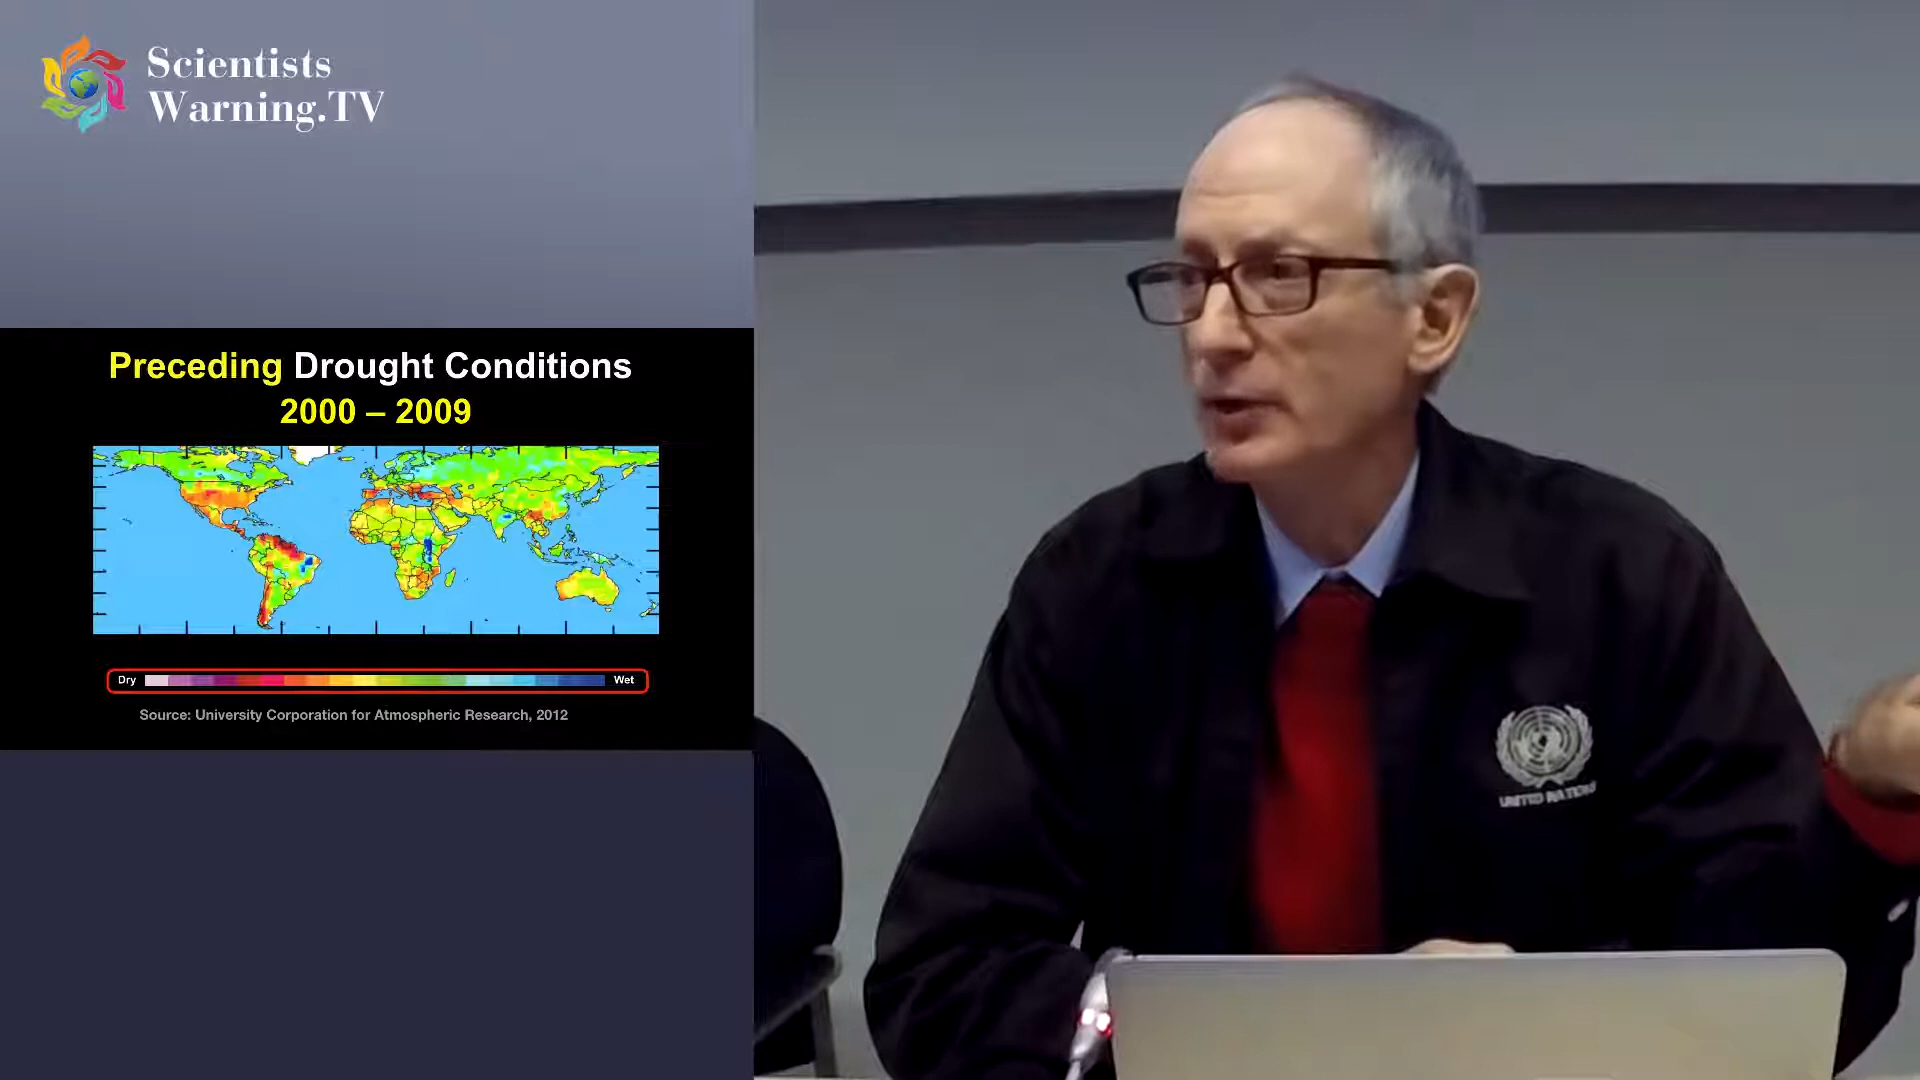 Scientists
Warning.TV
Preceding Drought Conditions
2000 – 2009
Dry
Wet
Source: University Corporation for Atmospheric Research, 2012
UNITED NATIONS